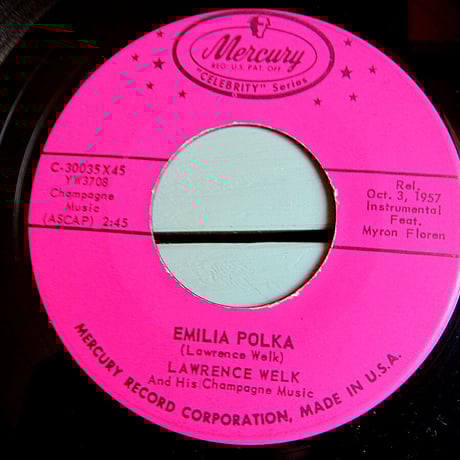 Mercury
REG. U.S. PAT. OFF.
"CELEBRITY" Series
C-30035X45
YW3708
Champagne
Music
(ASCAP) 2:45
Rel.
Oct. 3, 1957
Instrumental
Feat.
Myron Floren
EMILIA POLKA
(Lawrence Welk)
LAWRENCE WELK
And His Champagne Music
MERCURY RECORD CORPORATION, MADE IN U.S.A.